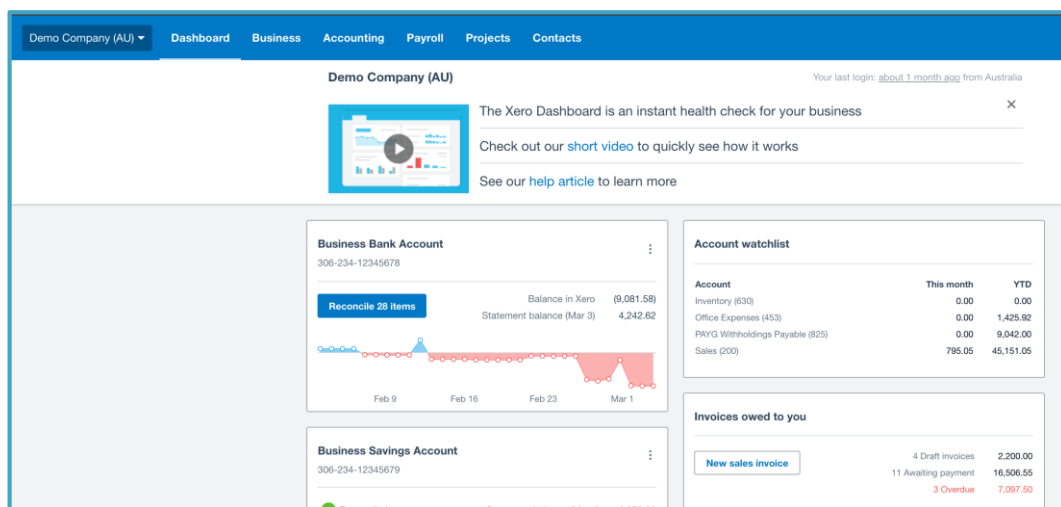 Demo Company (AU) Dashboard Business Accounting Payroll Projects Contacts
Demo Company (AU)
Your last login: about 1 month ago from Australia
The Xero Dashboard is an instant health check for your business
Check out our short video to quickly see how it works
See our help article to learn more
Business Bank Account
306-234-12345678
Reconcile 28 items
Balance in Xero (9,081.58)
Statement balance (Mar 3) 4,242.62
Feb 9 Feb 16 Feb 23 Mar 1
Business Savings Account
306-234-12345679
Account watchlist
Account This month YTD
Inventory (630) 0.00 0.00
Office Expenses (453) 0.00 1,425.92
PAYG Withholdings Payable (825) 0.00 9,042.00
Sales (200) 795.05 45,151.05
Invoices owed to you
New sales invoice
4 Draft invoices 2,200.00
11 Awaiting payment 16,506.55
3 Overdue 7,097.50